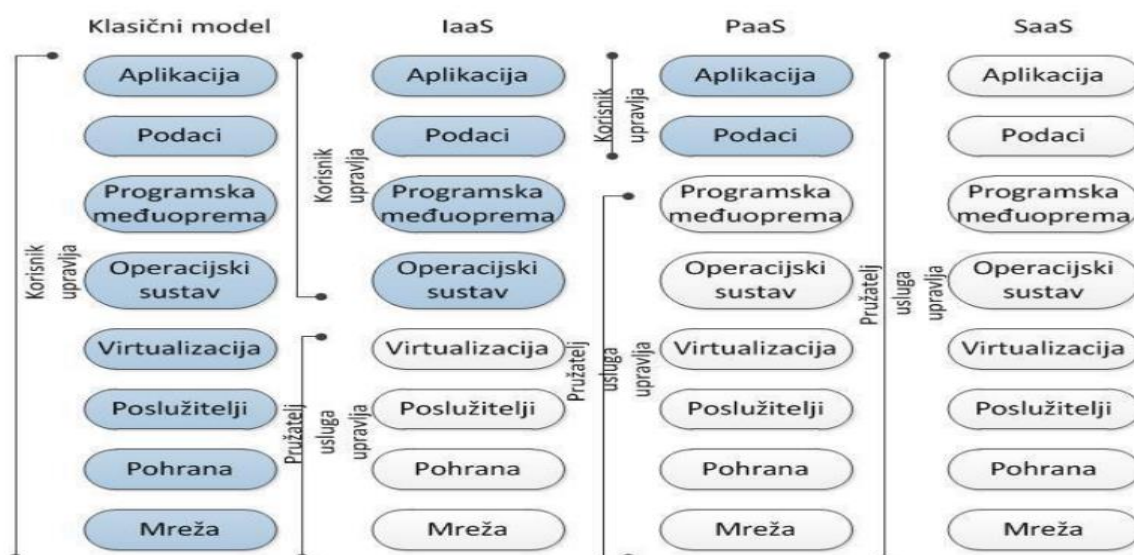 Klasični model
IaaS
PaaS
SaaS
Korisnik
upravlja
Aplikacija
Podaci
Programska
međuoprema
Operacijski
sustav
Virtualizacija
Poslužitelji
Pohrana
Mreža
Korisnik
upravlja
Pružatelj
usluga
upravlja
Aplikacija
Podaci
Programska
međuoprema
Operacijski
sustav
Virtualizacija
Poslužitelji
Pohrana
Mreža
Korisnik
upravlja
Pružatelj
usluga
upravlja
Aplikacija
Podaci
Programska
međuoprema
Operacijski
sustav
Virtualizacija
Poslužitelji
Pohrana
Mreža
Pružatelj
usluga
upravlja
Aplikacija
Podaci
Programska
međuoprema
Operacijski
sustav
Virtualizacija
Poslužitelji
Pohrana
Mreža